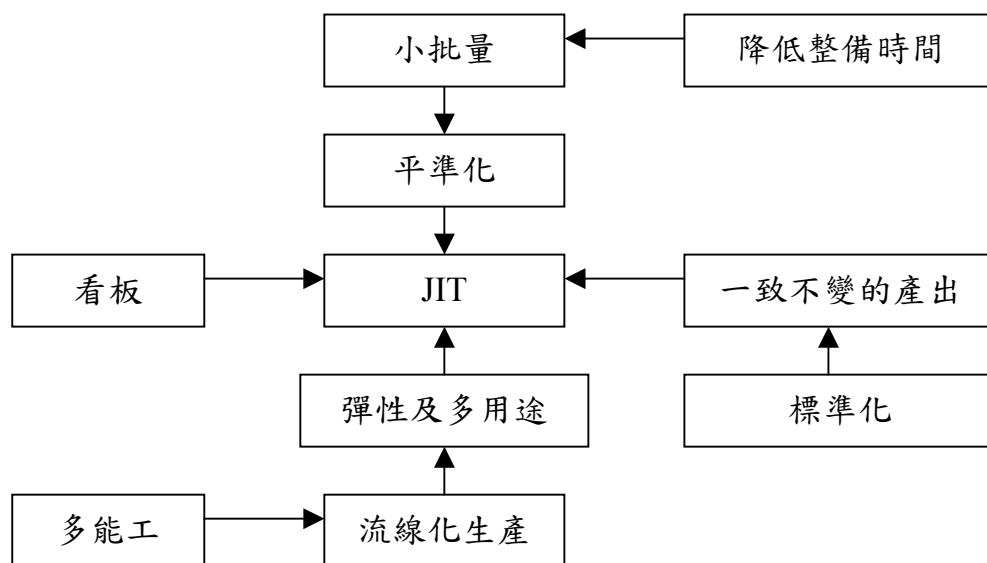 小批量
降低整備時間
平準化
看板
JIT
一致不變的產出
彈性及多用途
標準化
多能工
流線化生產